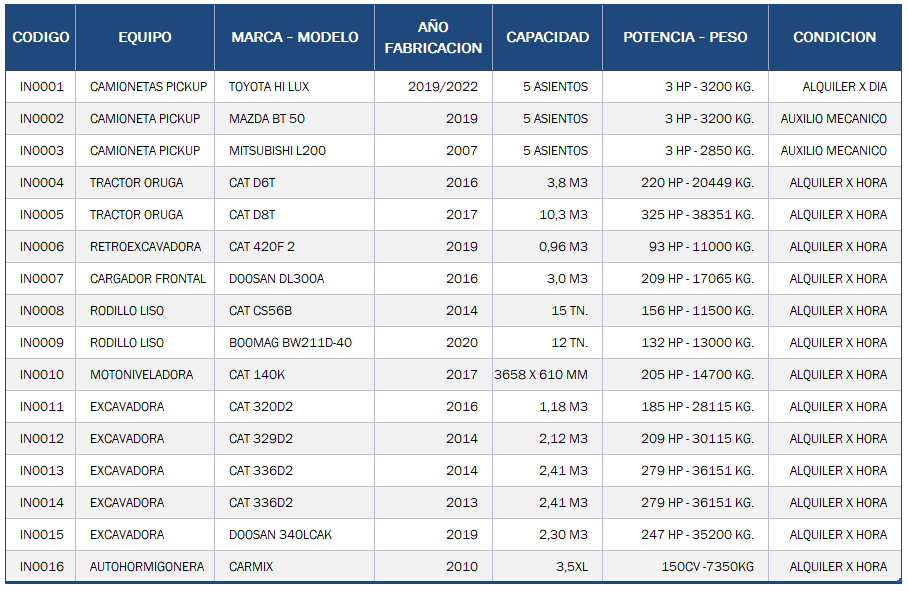 CODIGO EQUIPO MARCA – MODELO AÑO FABRICACION CAPACIDAD POTENCIA – PESO CONDICION
IN0001 CAMIONETAS PICKUP TOYOTA HI LUX 2019/2022 5 ASIENTOS 3 HP - 3200 KG. ALQUILER X DIA
IN0002 CAMIONETA PICKUP MAZDA BT 50 2019 5 ASIENTOS 3 HP - 3200 KG. AUXILIO MECANICO
IN0003 CAMIONETA PICKUP MITSUBISHI L200 2007 5 ASIENTOS 3 HP - 2850 KG. AUXILIO MECANICO
IN0004 TRACTOR ORUGA CAT D6T 2016 3,8 M3 220 HP - 20449 KG. ALQUILER X HORA
IN0005 TRACTOR ORUGA CAT D8T 2017 10,3 M3 325 HP - 38351 KG. ALQUILER X HORA
IN0006 RETROEXCAVADORA CAT 420F 2 2019 0,96 M3 93 HP - 11000 KG. ALQUILER X HORA
IN0007 CARGADOR FRONTAL DOOSAN DL300A 2016 3,0 M3 209 HP - 17065 KG. ALQUILER X HORA
IN0008 RODILLO LISO CAT CS56B 2014 15 TN. 156 HP - 11500 KG. ALQUILER X HORA
IN0009 RODILLO LISO BOOMAG BW211D-40 2020 12 TN. 132 HP - 13000 KG. ALQUILER X HORA
IN0010 MOTONIVELADORA CAT 140K 2017 3658 X 610 MM 205 HP - 14700 KG. ALQUILER X HORA
IN0011 EXCAVADORA CAT 320D2 2016 1,18 M3 185 HP - 28115 KG. ALQUILER X HORA
IN0012 EXCAVADORA CAT 329D2 2014 2,12 M3 209 HP - 30115 KG. ALQUILER X HORA
IN0013 EXCAVADORA CAT 336D2 2014 2,41 M3 279 HP - 36151 KG. ALQUILER X HORA
IN0014 EXCAVADORA CAT 336D2 2013 2,41 M3 279 HP - 36151 KG. ALQUILER X HORA
IN0015 EXCAVADORA DOOSAN 340LCAK 2019 2,30 M3 247 HP - 35200 KG. ALQUILER X HORA
IN0016 AUTOHORMIGONERA CARMIX 2010 3,5XL 150CV -7350KG ALQUILER X HORA